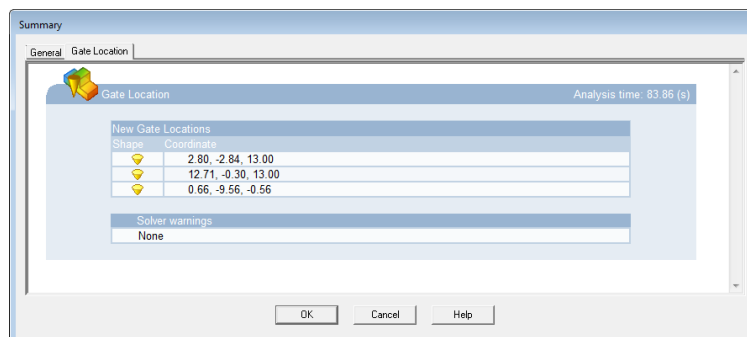 Summary
General Gate Location
Gate Location Analysis time: 83.86 (s)
New Gate Locations
Shape Coordinate
2.80, -2.84, 13.00
12.71, -0.30, 13.00
0.66, -9.56, -0.56
Solver warnings
None
OK Cancel Help